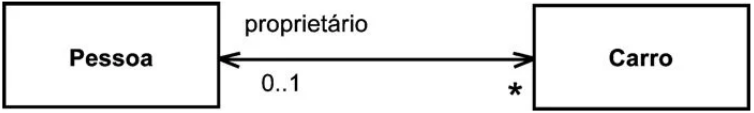 proprietário
Pessoa
Carro
0..1
*